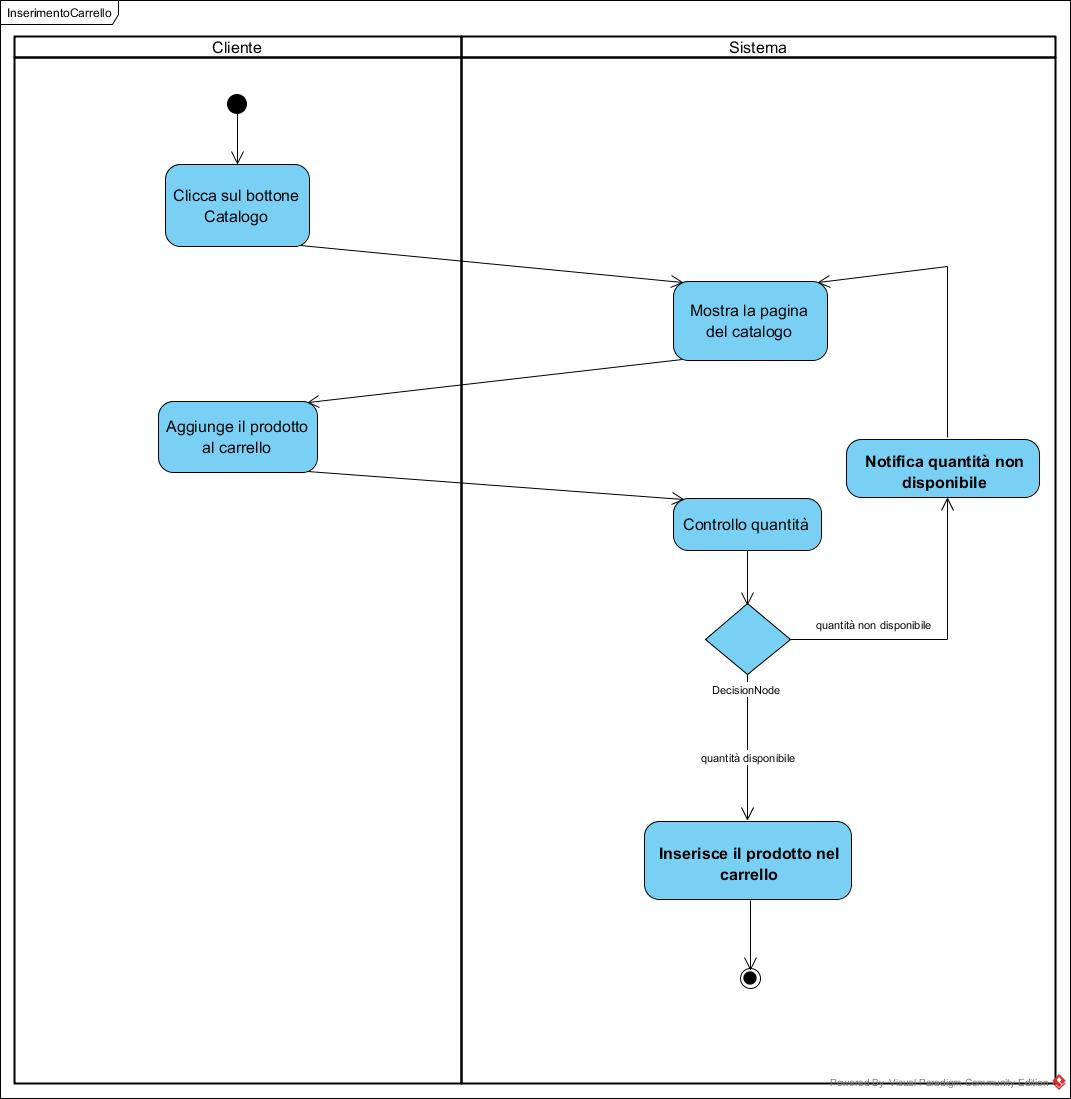 InserimentoCarrello
Cliente
Sistema
Clicca sul bottone
Catalogo
Mostra la pagina
del catalogo
Aggiunge il prodotto
al carrello
Notifica quantità non
disponibile
Controllo quantità
quantità non disponibile
DecisionNode
quantità disponibile
Inserisce il prodotto nel
carrello
Powered By Visual Paradigm Community Edition